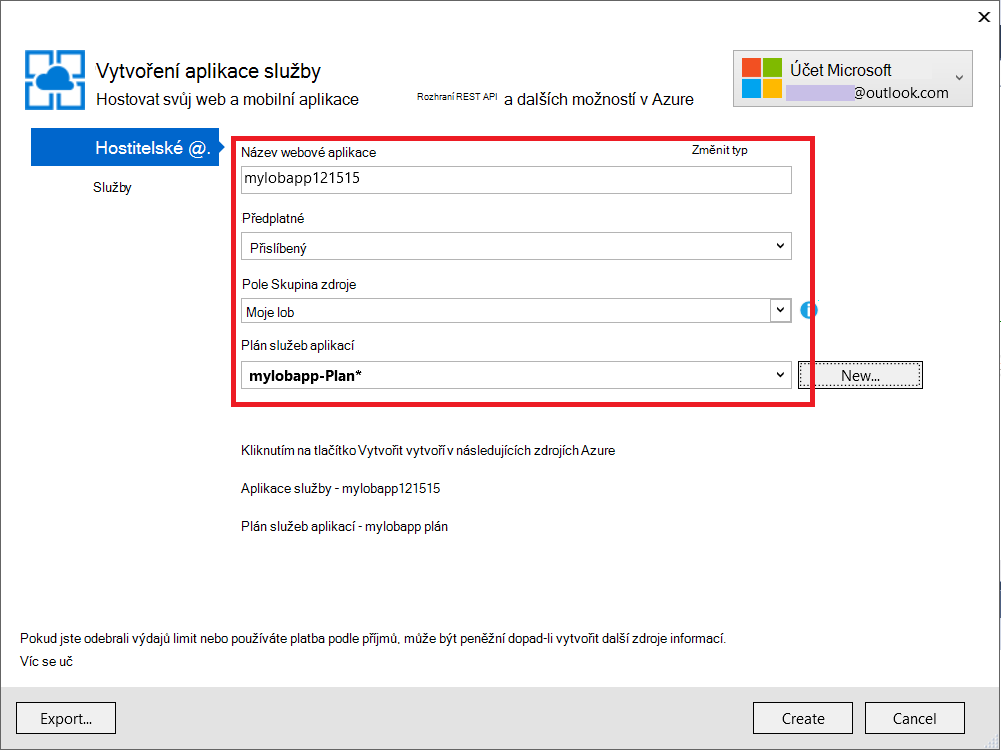 Vytvoření aplikace služby
Hostovat svůj web a mobilní aplikace Rozhraní REST API a dalších možností v Azure
Účet Microsoft
@outlook.com
Hostitelské @.
Služby
Název webové aplikace Změnit typ
mylobapp121515
Předplatné
Přislíbený
Pole Skupina zdroje
Moje lob
Plán služeb aplikací
mylobapp-Plan*
New...
Kliknutím na tlačítko Vytvořit vytvoří v následujících zdrojích Azure
Aplikace služby - mylobapp121515
Plán služeb aplikací - mylobapp plán
Pokud jste odebrali výdajů limit nebo používáte platba podle příjmů, může být peněžní dopad-li vytvořit další zdroje informací.
Víc se uč
Export...
Create
Cancel